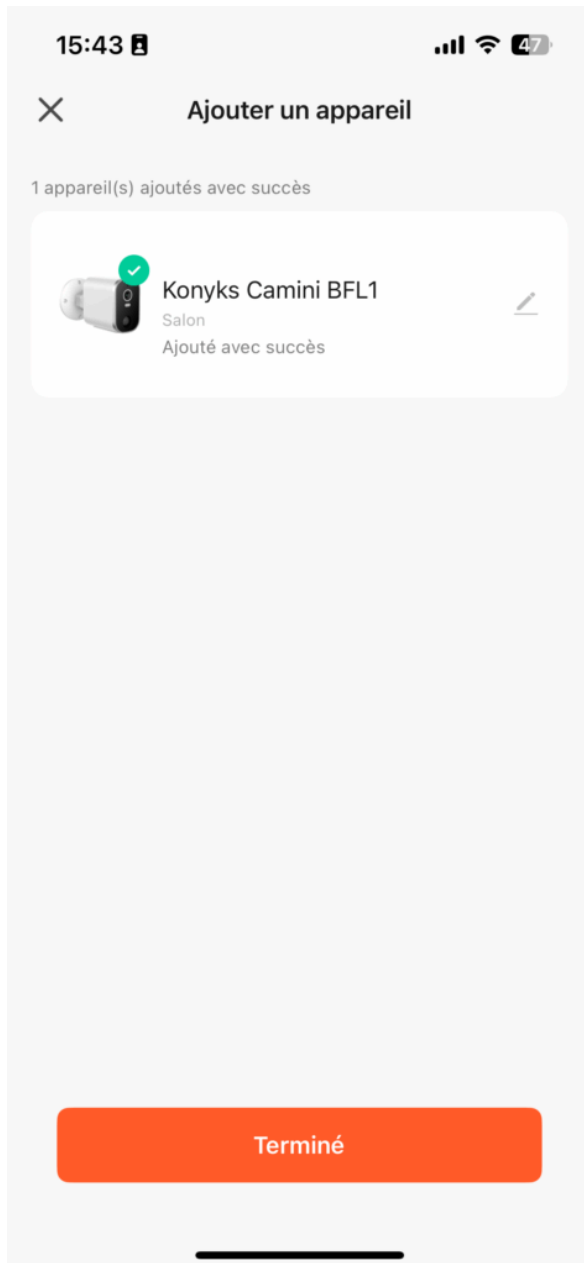 15:43
47
Ajouter un appareil
1 appareil(s) ajoutés avec succès
Konyks Camini BFL1
Salon
Ajouté avec succès
Terminé